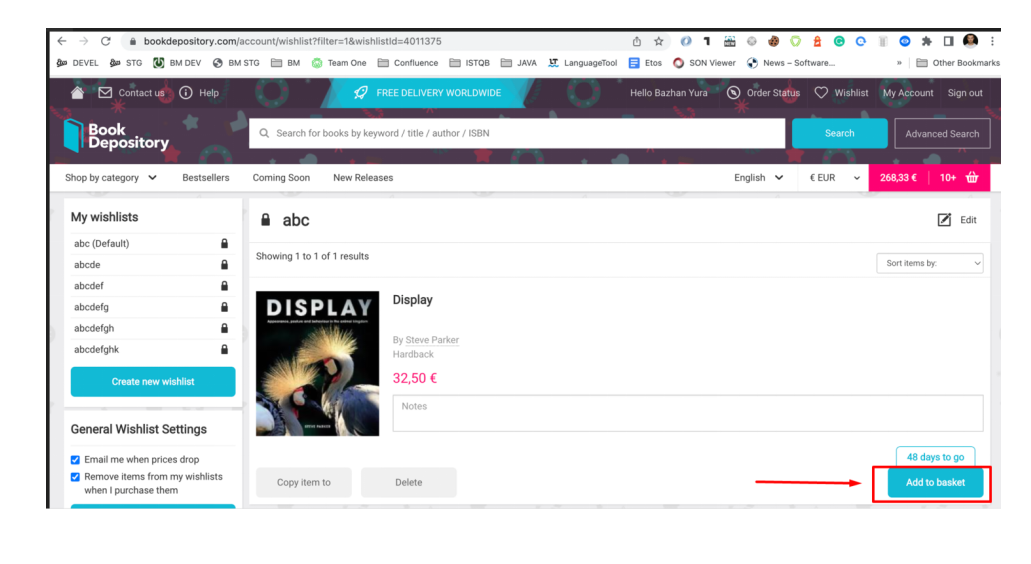 bookdepository.com/account/wishlist?filter=1&wishlistId=4011375
DEVEL STG BM DEV BM STG BM Team One Confluence ISTQB JAVA LanguageTool Etos SON Viewer News – Software... » Other Bookmarks
Contact us Help FREE DELIVERY WORLDWIDE Hello Bazhan Yura Order Status Wishlist My Account Sign out
Book Depository
Search for books by keyword / title / author / ISBN Search Advanced Search
Shop by category Bestsellers Coming Soon New Releases English € EUR 268,33 € 10+
My wishlists
abc (Default)
abcde
abcdef
abcdefg
abcdefgh
abcdefghk
Create new wishlist
General Wishlist Settings
Email me when prices drop
Remove items from my wishlists
when I purchase them
abc Edit
Showing 1 to 1 of 1 results
Sort items by:
DISPLAY
STEVE PARKER
Display
By Steve Parker
Hardback
32,50 €
Notes
48 days to go
Copy item to Delete Add to basket